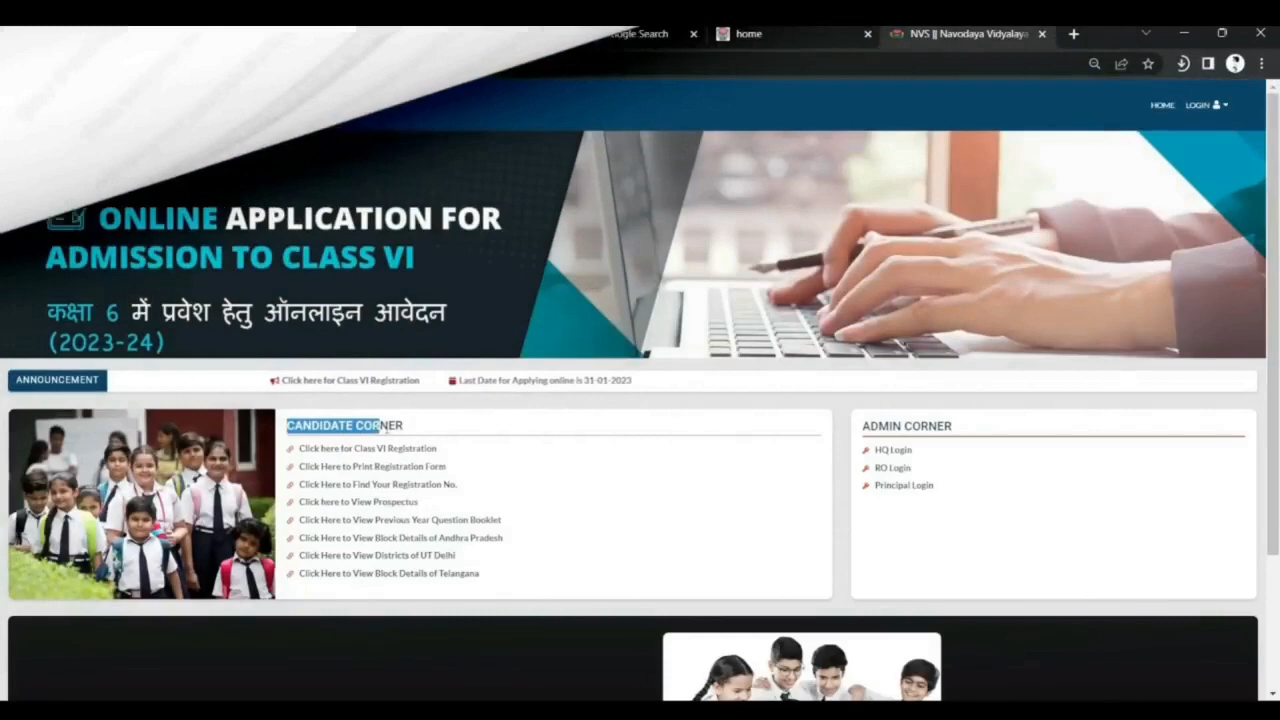 Google Search
home
NVS || Navodaya Vidyalaya
HOME LOGIN
ONLINE APPLICATION FOR
ADMISSION TO CLASS VI
कक्षा 6 में प्रवेश हेतु ऑनलाइन आवेदन
(2023-24)
ANNOUNCEMENT
Click here for Class VI Registration
Last Date for Applying online is 31-01-2023
CANDIDATE CORNER
Click here for Class VI Registration
Click Here to Print Registration Form
Click Here to Find Your Registration No.
Click here to View Prospectus
Click Here to View Previous Year Question Booklet
Click Here to View Block Details of Andhra Pradesh
Click Here to View Districts of UT Delhi
Click Here to View Block Details of Telangana
ADMIN CORNER
HQ Login
RO Login
Principal Login